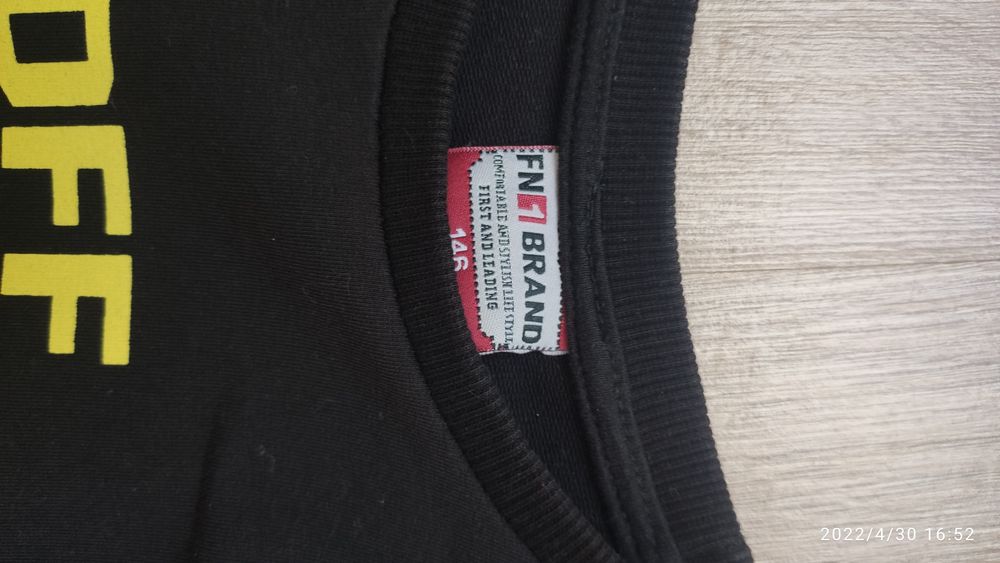 OFF
FN1 BRAND
COMFORTABLE AND STYLISH LIFE STYLE
FIRST AND LEADING
146
2022/4/30 16:52